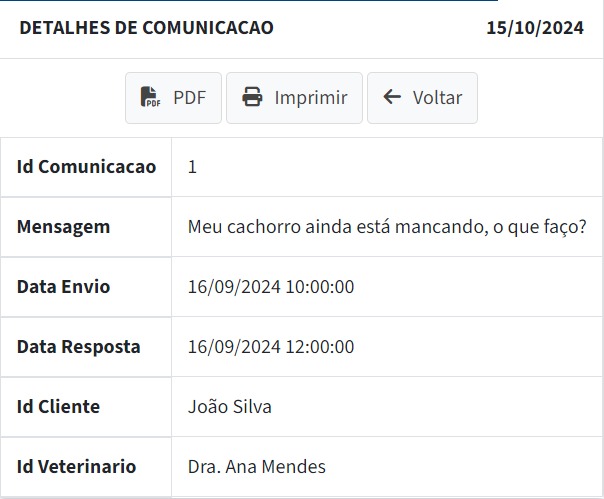 DETALHES DE COMUNICACAO 15/10/2024
PDF Imprimir Voltar
Id Comunicacao 1
Mensagem Meu cachorro ainda está mancando, o que faço?
Data Envio 16/09/2024 10:00:00
Data Resposta 16/09/2024 12:00:00
Id Cliente João Silva
Id Veterinario Dra. Ana Mendes